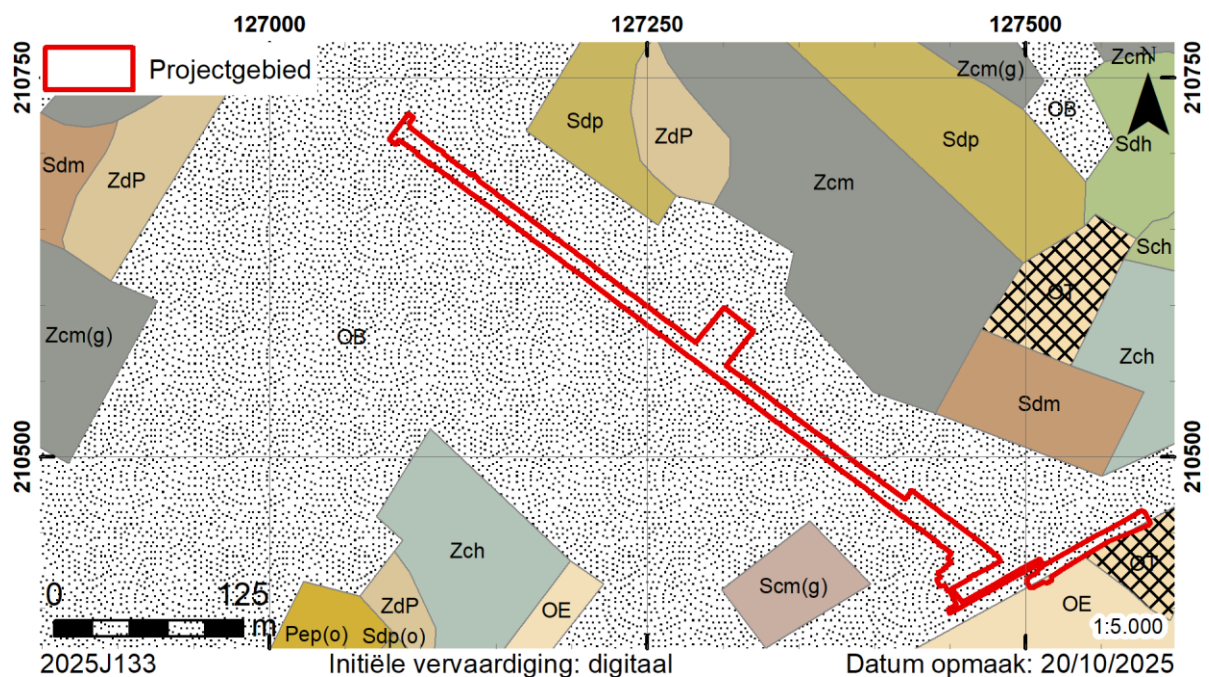 127000 127250 127500
210750 210750
Projectgebied
N
Zcm
Zcm(g)
OB
Sdp
ZdP
Sdp
Sdh
Sdm
ZdP
Zcm
Sch
OT
Zcm(g)
OB
Zch
Sdm
210500 210500
Zch
Scm(g)
OT
ZdP
OE
OE
0 125
m
Pep(o)
Sdp(o)
1:5.000
2025J133 Initiële vervaardiging: digitaal Datum opmaak: 20/10/2025